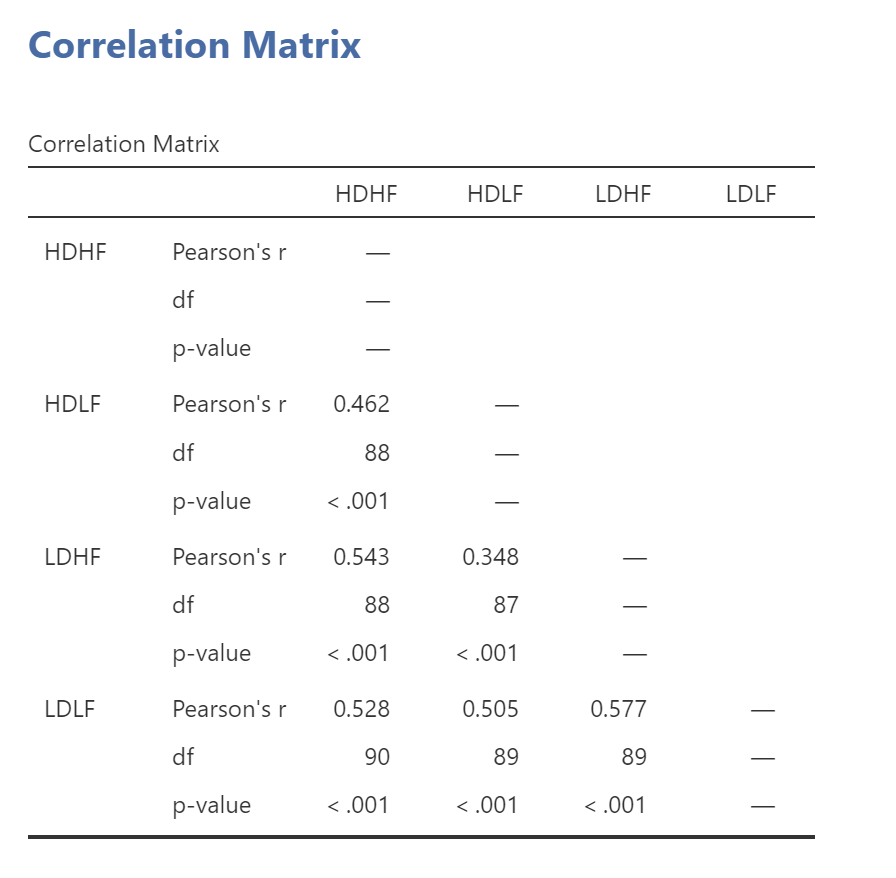 Correlation Matrix
Correlation Matrix
HDHF HDLF LDHF LDLF
HDHF Pearson's r —
df —
p-value —
HDLF Pearson's r 0.462 —
df 88 —
p-value < .001 —
LDHF Pearson's r 0.543 0.348 —
df 88 87 —
p-value < .001 < .001 —
LDLF Pearson's r 0.528 0.505 0.577 —
df 90 89 89 —
p-value < .001 < .001 < .001 —